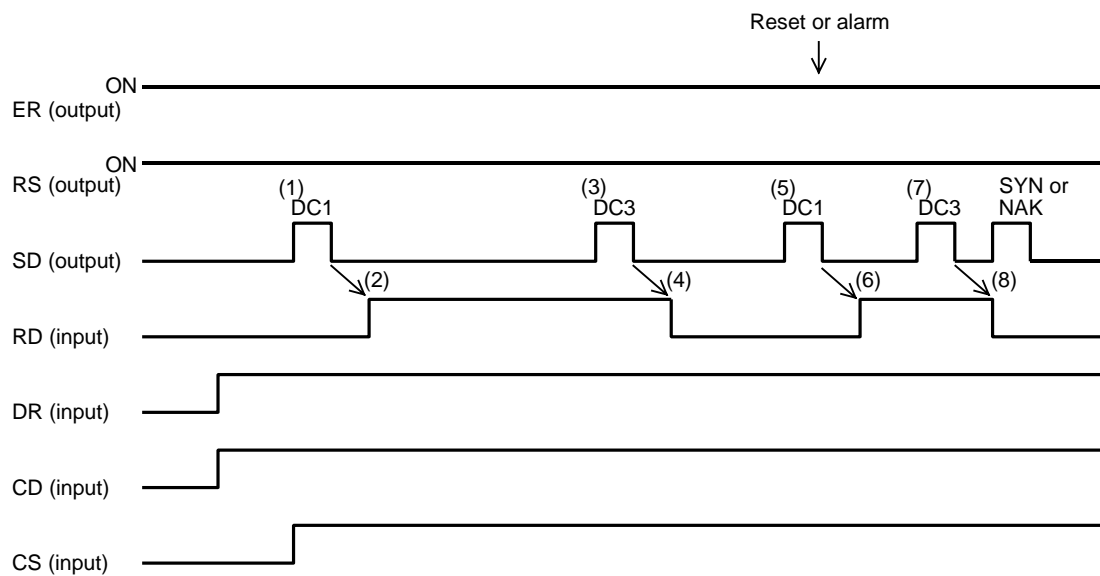 Reset or alarm
ON
ER (output)
ON
RS (output)
(1)
DC1
(3)
DC3
(5)
DC1
(7)
DC3
SYN or
NAK
SD (output)
(2)
(4)
(6)
(8)
RD (input)
DR (input)
CD (input)
CS (input)